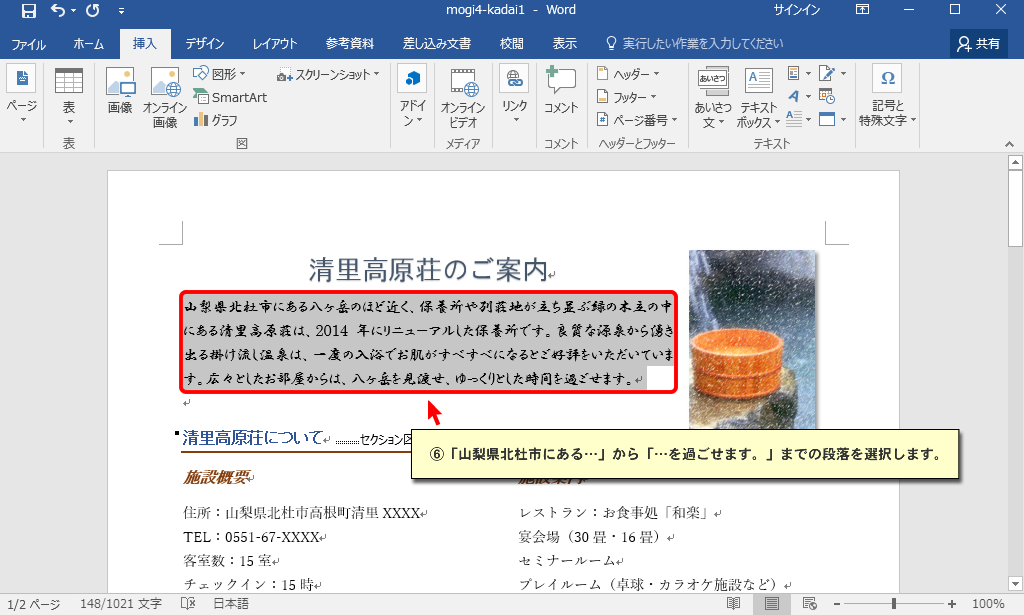 mogi4-kadai1 - Word
サインイン
ファイル ホーム 挿入 デザイン レイアウト 参考資料 差し込み文書 校閲 表示 実行したい作業を入力してください 共有
ページ
表
画像
オンライン
画像
図形
SmartArt
グラフ
スクリーンショット
アドイ
ン
オンライン
ビデオ
リンク
コメント
ヘッダー
フッター
ページ番号
あいさつ
あいさつ
文
テキスト
ボックス
記号と
特殊文字
表 図 メディア コメント ヘッダーとフッター テキスト
清里高原荘のご案内
山梨県北杜市にある八ヶ岳のほど近く、保養所や別荘地が立ち並ぶ緑の木立の中
にある清里高原荘は、2014 年にリニューアルした保養所です。良質な源泉から湧き
出る掛け流し温泉は、一度の入浴でお肌がすべすべになるとご好評をいただいていま
す。広々としたお部屋からは、八ヶ岳を見渡せ、ゆっくりとした時間を過ごせます。
清里高原荘について
セクション区
⑥「山梨県北杜市にある…」から「…を過ごせます。」までの段落を選択します。
施設概要
住所：山梨県北杜市高根町清里 XXXX
TEL：0551-67-XXXX
客室数：15 室
チェックイン：15 時
施設案内
レストラン：お食事処「和楽」
宴会場（30 畳・16 畳）
セミナールーム
プレイルーム（卓球・カラオケ施設など）
1/2 ページ 148/1021 文字 日本語 100%